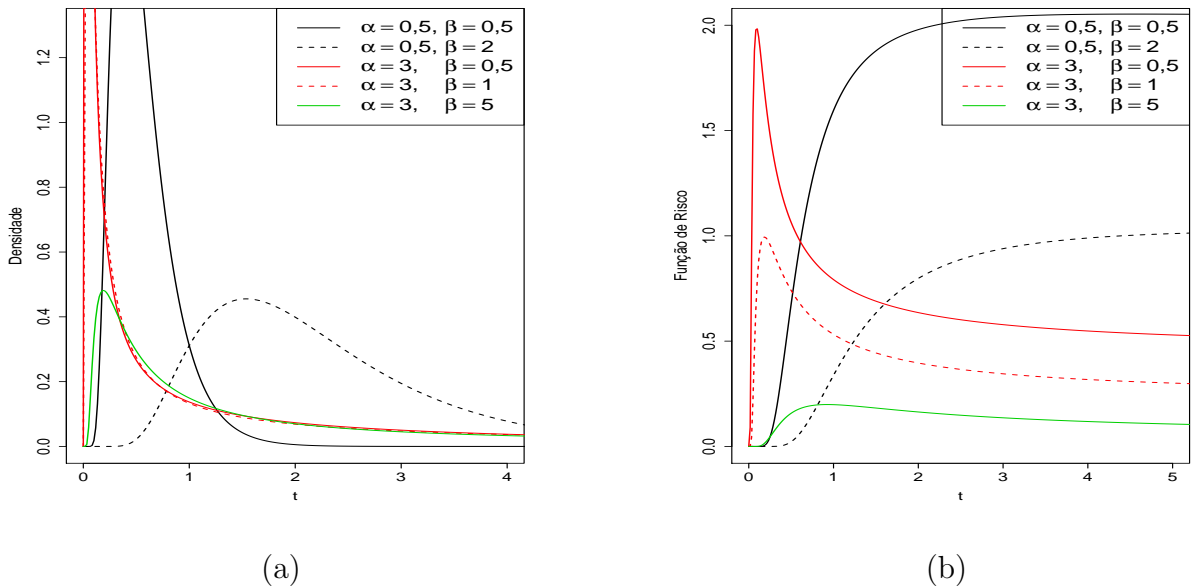 α = 0,5, β = 0,5
α = 0,5, β = 2
α = 3, β = 0,5
α = 3, β = 1
α = 3, β = 5
Densidade
0.0
0.2
0.4
0.6
0.8
1.0
1.2
0 1 2 3 4
t
(a)
α = 0,5, β = 0,5
α = 0,5, β = 2
α = 3, β = 0,5
α = 3, β = 1
α = 3, β = 5
Função de Risco
0.0
0.5
1.0
1.5
2.0
0 1 2 3 4 5
t
(b)